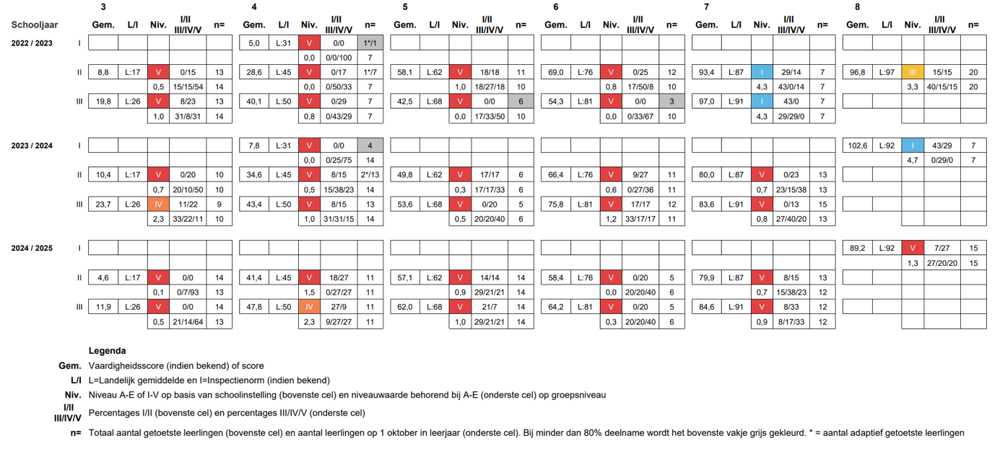 3 4 5 6 7 8
Schooljaar Gem. L/I Niv. I/II III/IV/V n= Gem. L/I Niv. I/II III/IV/V n= Gem. L/I Niv. I/II III/IV/V n= Gem. L/I Niv. I/II III/IV/V n= Gem. L/I Niv. I/II III/IV/V n= Gem. L/I Niv. I/II III/IV/V n=
2022 / 2023 I 5,0 L:31 V 0/0 1*/1
0,0 0/0/100 7
II 8,8 L:17 V 0/15 13 28,6 L:45 V 0/17 1*/7 58,1 L:62 V 18/18 11 69,0 L:76 V 0/25 12 93,4 L:87 I 29/14 7 96,8 L:97 III 15/15 20
0,5 15/15/54 14 0,0 0/50/33 7 1,0 18/27/18 10 0,8 17/50/8 10 4,3 43/0/14 7 3,3 40/15/15 20
III 19,8 L:26 V 8/23 13 40,1 L:50 V 0/29 7 42,5 L:68 V 0/0 6 54,3 L:81 V 0/0 3 97,0 L:91 I 43/0 7
1,0 31/8/31 14 0,8 0/43/29 7 0,0 17/33/50 10 0,0 0/33/67 10 4,3 29/29/0 7
2023 / 2024 I 7,8 L:31 V 0/0 4 102,6 L:92 I 43/29 7
0,0 0/25/75 14 4,7 0/29/0 7
II 10,4 L:17 V 0/20 10 34,6 L:45 V 8/15 2*/13 49,8 L:62 V 17/17 6 66,4 L:76 V 9/27 11 80,0 L:87 V 0/23 13
0,7 20/10/50 10 0,5 15/38/23 14 0,3 17/17/33 6 0,6 0/27/36 11 0,7 23/15/38 13
III 23,7 L:26 IV 11/22 9 43,4 L:50 V 8/15 13 53,6 L:68 V 0/20 5 75,8 L:81 V 17/17 12 83,6 L:91 V 0/13 15
2,3 33/22/11 10 1,0 31/31/15 14 0,5 20/20/40 6 1,2 33/17/17 11 0,8 27/40/20 13
2024 / 2025 I 89,2 L:92 V 7/27 15
1,3 27/20/20 15
II 4,6 L:17 V 0/0 14 41,4 L:45 V 18/27 11 57,1 L:62 V 14/14 14 58,4 L:76 V 0/20 5 79,9 L:87 V 8/15 13
0,1 0/7/93 13 1,5 0/27/27 11 0,9 29/21/21 14 0,0 20/20/40 6 0,7 15/38/23 12
III 11,9 L:26 V 0/0 14 47,8 L:50 IV 27/9 11 62,0 L:68 V 21/7 14 64,2 L:81 V 0/20 5 84,6 L:91 V 8/33 12
0,5 21/14/64 13 2,3 9/27/27 11 1,0 29/21/21 14 0,3 20/20/40 6 0,9 8/17/33 12
Legenda
Gem. Vaardigheidsscore (indien bekend) of score
L/I L=Landelijk gemiddelde en I=Inspectienorm (indien bekend)
Niv. Niveau A-E of I-V op basis van schoolinstelling (bovenste cel) en niveauwaarde behorend bij A-E (onderste cel) op groepsniveau
I/II
III/IV/V Percentages I/II (bovenste cel) en percentages III/IV/V (onderste cel)
n= Totaal aantal getoetste leerlingen (bovenste cel) en aantal leerlingen op 1 oktober in leerjaar (onderste cel). Bij minder dan 80% deelname wordt het bovenste vakje grijs gekleurd. * = aantal adaptief getoetste leerlingen